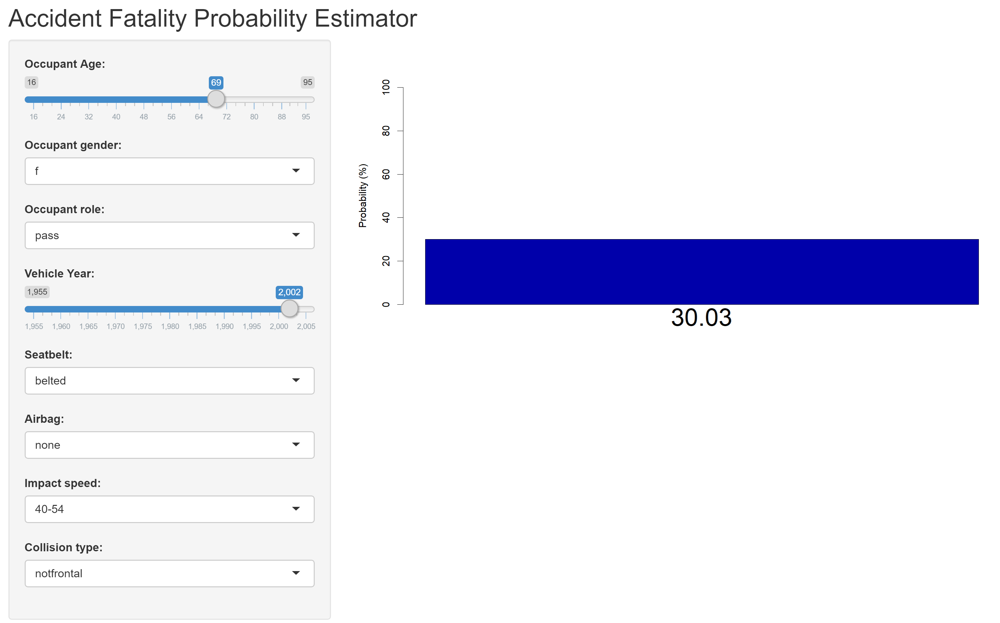 Accident Fatality Probability Estimator
Occupant Age:
16 69 95
16 24 32 40 48 56 64 72 80 88 95
Occupant gender:
f
Occupant role:
pass
Vehicle Year:
1,955 2,002
1,955 1,960 1,965 1,970 1,975 1,980 1,985 1,990 1,995 2,000 2,005
Seatbelt:
belted
Airbag:
none
Impact speed:
40-54
Collision type:
notfrontal
Probability (%)
100
80
60
40
20
0
30.03